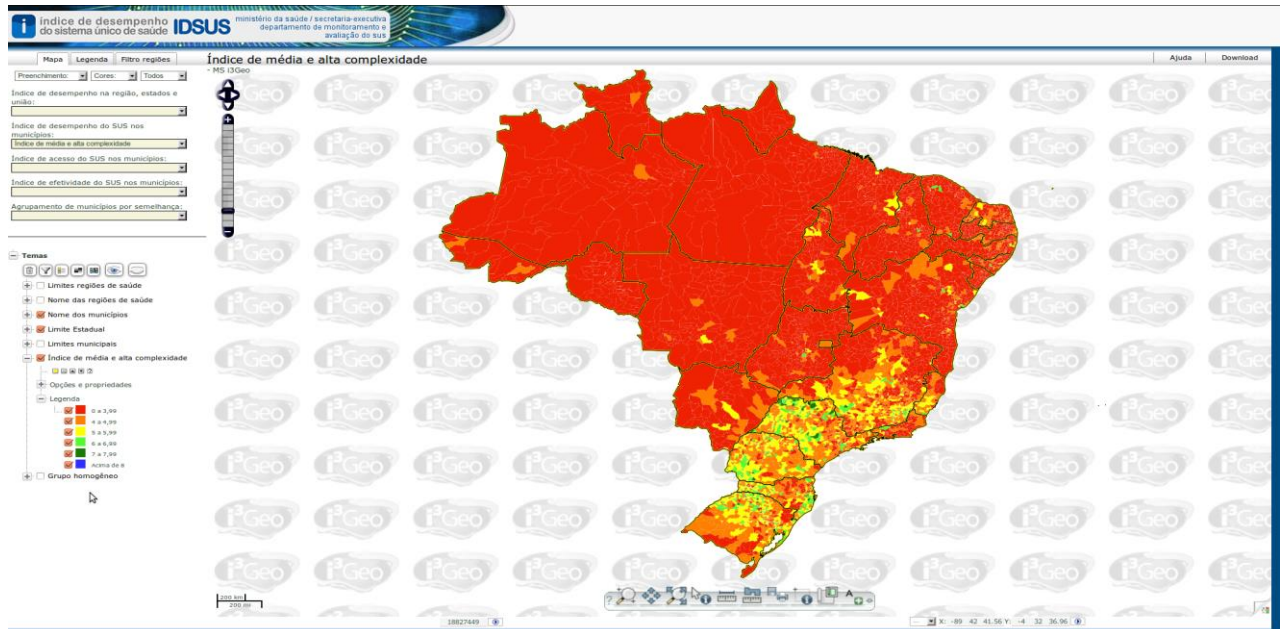 i índice de desempenho do sistema único de saúde IDSUS
ministério da saúde / secretaria-executiva
departamento de monitoramento e
avaliação do sus
Mapa Legenda Filtro regiões
Índice de média e alta complexidade
Ajuda Download
Preenchimento: Cores: Todos
- MS i3Geo
Índice de desempenho na região, estados e
união:
Índice de desempenho do SUS nos
municípios:
Índice de média e alta complexidade
Índice de acesso do SUS nos municípios:
Índice de efetividade do SUS nos municípios:
Agrupamento de municípios por semelhança:
Temas
Limites regiões de saúde
Nome das regiões de saúde
Nome dos municípios
Limite Estadual
Limites municipais
Índice de média e alta complexidade
Opções e propriedades
Legenda
0 a 3,99
4 a 4,99
5 a 5,99
6 a 6,99
7 a 7,99
Acima de 8
Grupo homogêneo
i³Geo
200 km
200 mi
18827449
X: -89 42 41.56 Y: -4 32 36.96